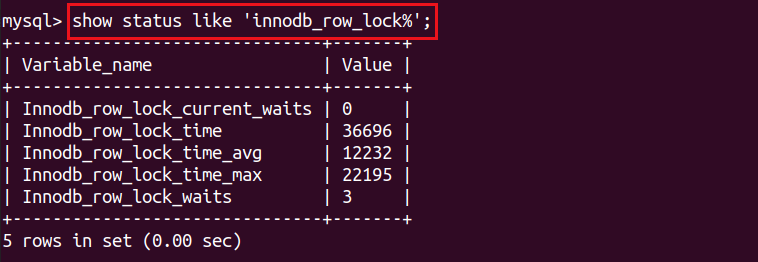 mysql> show status like 'innodb_row_lock%';
+-------------------------------+-------+
| Variable_name                 | Value |
+-------------------------------+-------+
| Innodb_row_lock_current_waits | 0     |
| Innodb_row_lock_time          | 36696 |
| Innodb_row_lock_time_avg      | 12232 |
| Innodb_row_lock_time_max      | 22195 |
| Innodb_row_lock_waits         | 3     |
+-------------------------------+-------+
5 rows in set (0.00 sec)